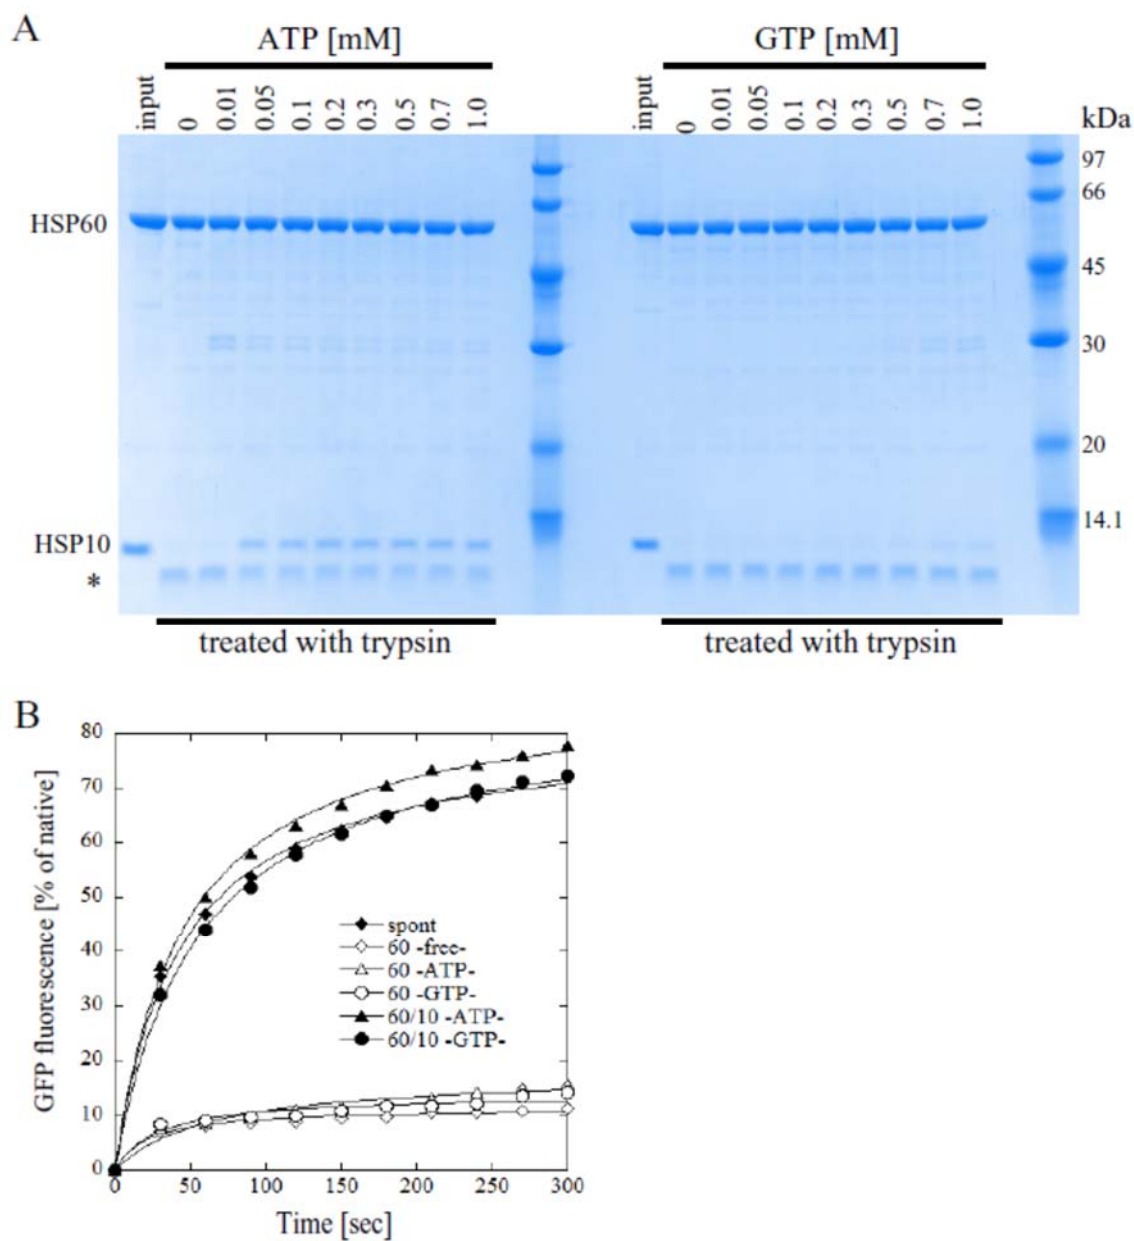 A
ATP [mM]
GTP [mM]
input 0 0.01 0.05 0.1 0.2 0.3 0.5 0.7 1.0
input 0 0.01 0.05 0.1 0.2 0.3 0.5 0.7 1.0
kDa
97
66
HSP60
45
30
20
14.1
HSP10
*
treated with trypsin
treated with trypsin
B
80
70
60
50
40
30
20
10
0
GFP fluorescence [% of native]
spont
60 -free-
60 -ATP-
60 -GTP-
60/10 -ATP-
60/10 -GTP-
0 50 100 150 200 250 300
Time [sec]